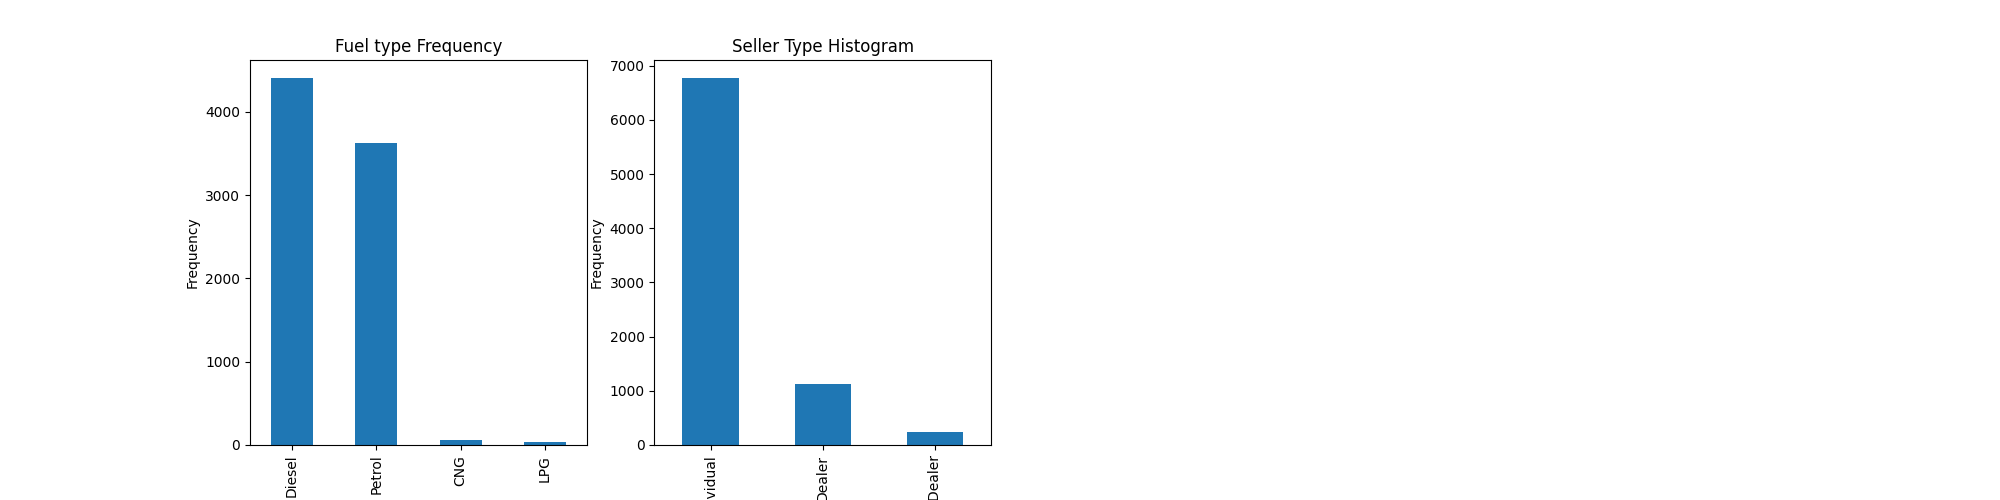 Fuel type Frequency
Frequency
4000
3000
2000
1000
0
Diesel
Petrol
CNG
LPG
Seller Type Histogram
Frequency
7000
6000
5000
4000
3000
2000
1000
0
vidual
Dealer
Dealer